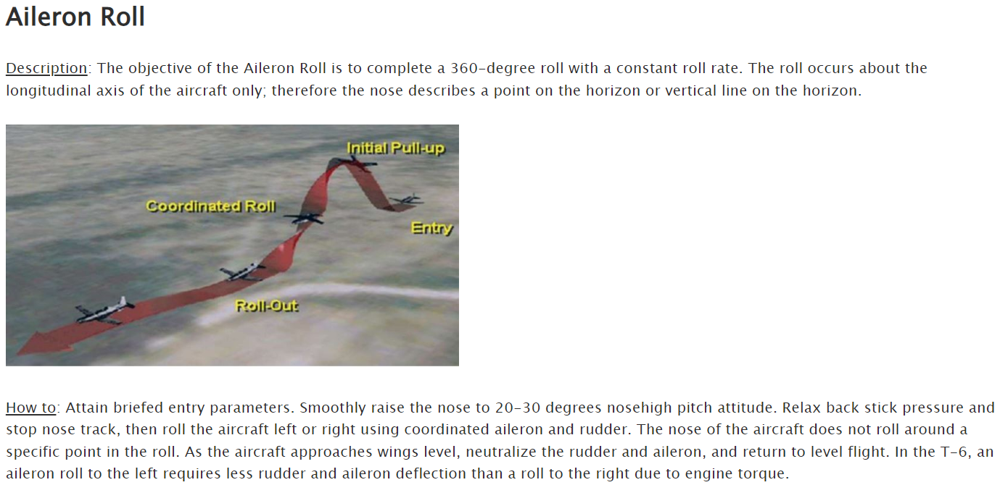 Aileron Roll
Description: The objective of the Aileron Roll is to complete a 360-degree roll with a constant roll rate. The roll occurs about the
longitudinal axis of the aircraft only; therefore the nose describes a point on the horizon or vertical line on the horizon.
Initial Pull-up
Coordinated Roll
Entry
Roll-Out
How to: Attain briefed entry parameters. Smoothly raise the nose to 20-30 degrees nosehigh pitch attitude. Relax back stick pressure and
stop nose track, then roll the aircraft left or right using coordinated aileron and rudder. The nose of the aircraft does not roll around a
specific point in the roll. As the aircraft approaches wings level, neutralize the rudder and aileron, and return to level flight. In the T-6, an
aileron roll to the left requires less rudder and aileron deflection than a roll to the right due to engine torque.